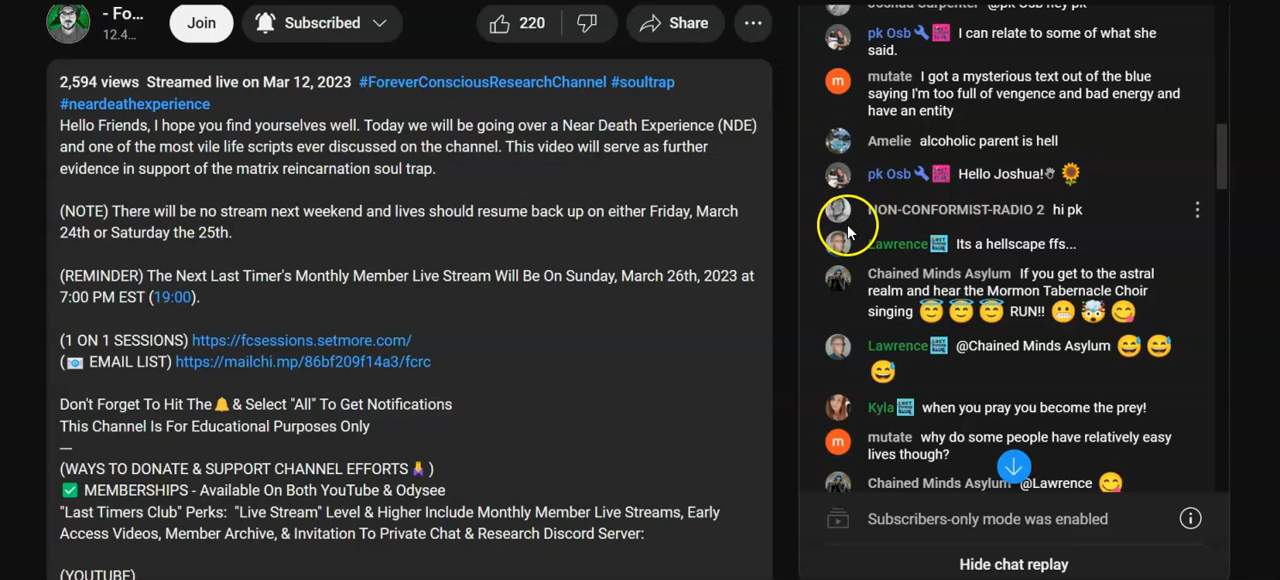 - Fo...
12.4...
Join
Subscribed
220
Share
2,594 views Streamed live on Mar 12, 2023 #ForeverConsciousResearchChannel #soultrap
#neardeathexperience
Hello Friends, I hope you find yourselves well. Today we will be going over a Near Death Experience (NDE)
and one of the most vile life scripts ever discussed on the channel. This video will serve as further
evidence in support of the matrix reincarnation soul trap.
(NOTE) There will be no stream next weekend and lives should resume back up on either Friday, March
24th or Saturday the 25th.
(REMINDER) The Next Last Timer's Monthly Member Live Stream Will Be On Sunday, March 26th, 2023 at
7:00 PM EST (19:00).
(1 ON 1 SESSIONS) https://fcsessions.setmore.com/
(📧 EMAIL LIST) https://mailchi.mp/86bf209f14a3/fcrc
Don't Forget To Hit The🔔 & Select "All" To Get Notifications
This Channel Is For Educational Purposes Only
—
(WAYS TO DONATE & SUPPORT CHANNEL EFFORTS 🙏)
✅ MEMBERSHIPS - Available On Both YouTube & Odysee
"Last Timers Club" Perks: "Live Stream" Level & Higher Include Monthly Member Live Streams, Early
Access Videos, Member Archive, & Invitation To Private Chat & Research Discord Server:
(YOUTUBE)
Joshua Carpenter @pk Osb hey pk
pk Osb I can relate to some of what she
said.
mutate I got a mysterious text out of the blue
saying I'm too full of vengence and bad energy and
have an entity
Amelie alcoholic parent is hell
pk Osb Hello Joshua!🤚🌻
NON-CONFORMIST-RADIO 2 hi pk
Lawrence Its a hellscape ffs...
Chained Minds Asylum If you get to the astral
realm and hear the Mormon Tabernacle Choir
singing 😇 😇 😇 RUN!! 😬 🤯 😋
Lawrence @Chained Minds Asylum 😅 😅
😅
Kyla when you pray you become the prey!
mutate why do some people have relatively easy
lives though?
Chained Minds Asylum @Lawrence 😋
Subscribers-only mode was enabled
Hide chat replay